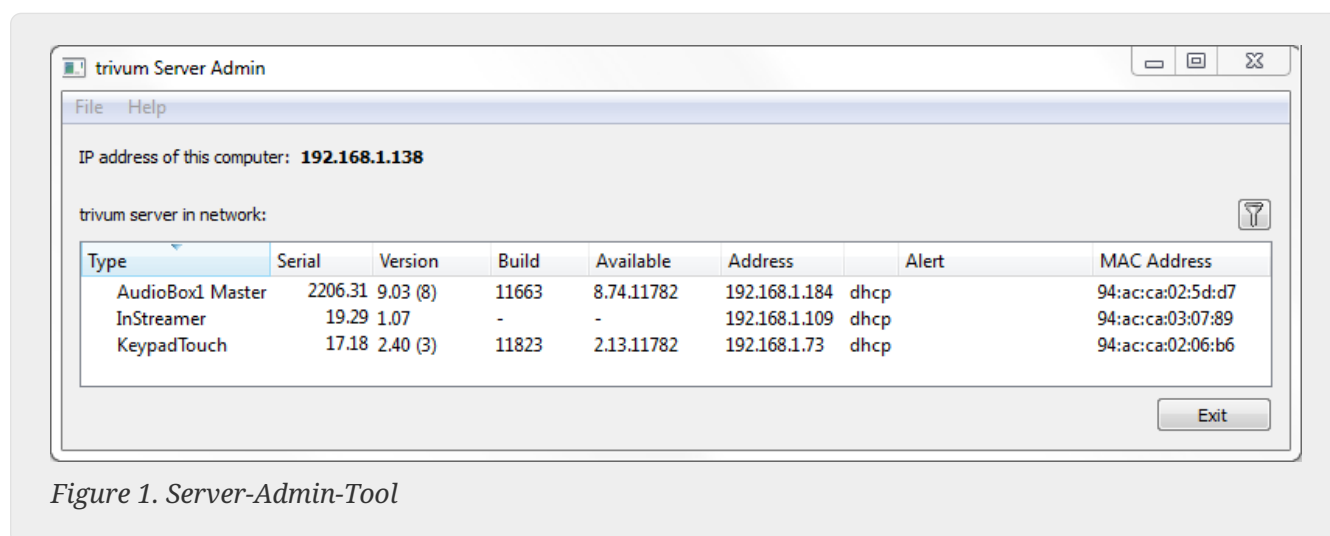 trivum Server Admin
File Help
IP address of this computer: 192.168.1.138
trivum server in network:
Type Serial Version Build Available Address Alert MAC Address
AudioBox1 Master 2206.31 9.03 (8) 11663 8.74.11782 192.168.1.184 dhcp 94:ac:ca:02:5d:d7
InStreamer 19.29 1.07 - - 192.168.1.109 dhcp 94:ac:ca:03:07:89
KeypadTouch 17.18 2.40 (3) 11823 2.13.11782 192.168.1.73 dhcp 94:ac:ca:02:06:b6
Exit
Figure 1. Server-Admin-Tool